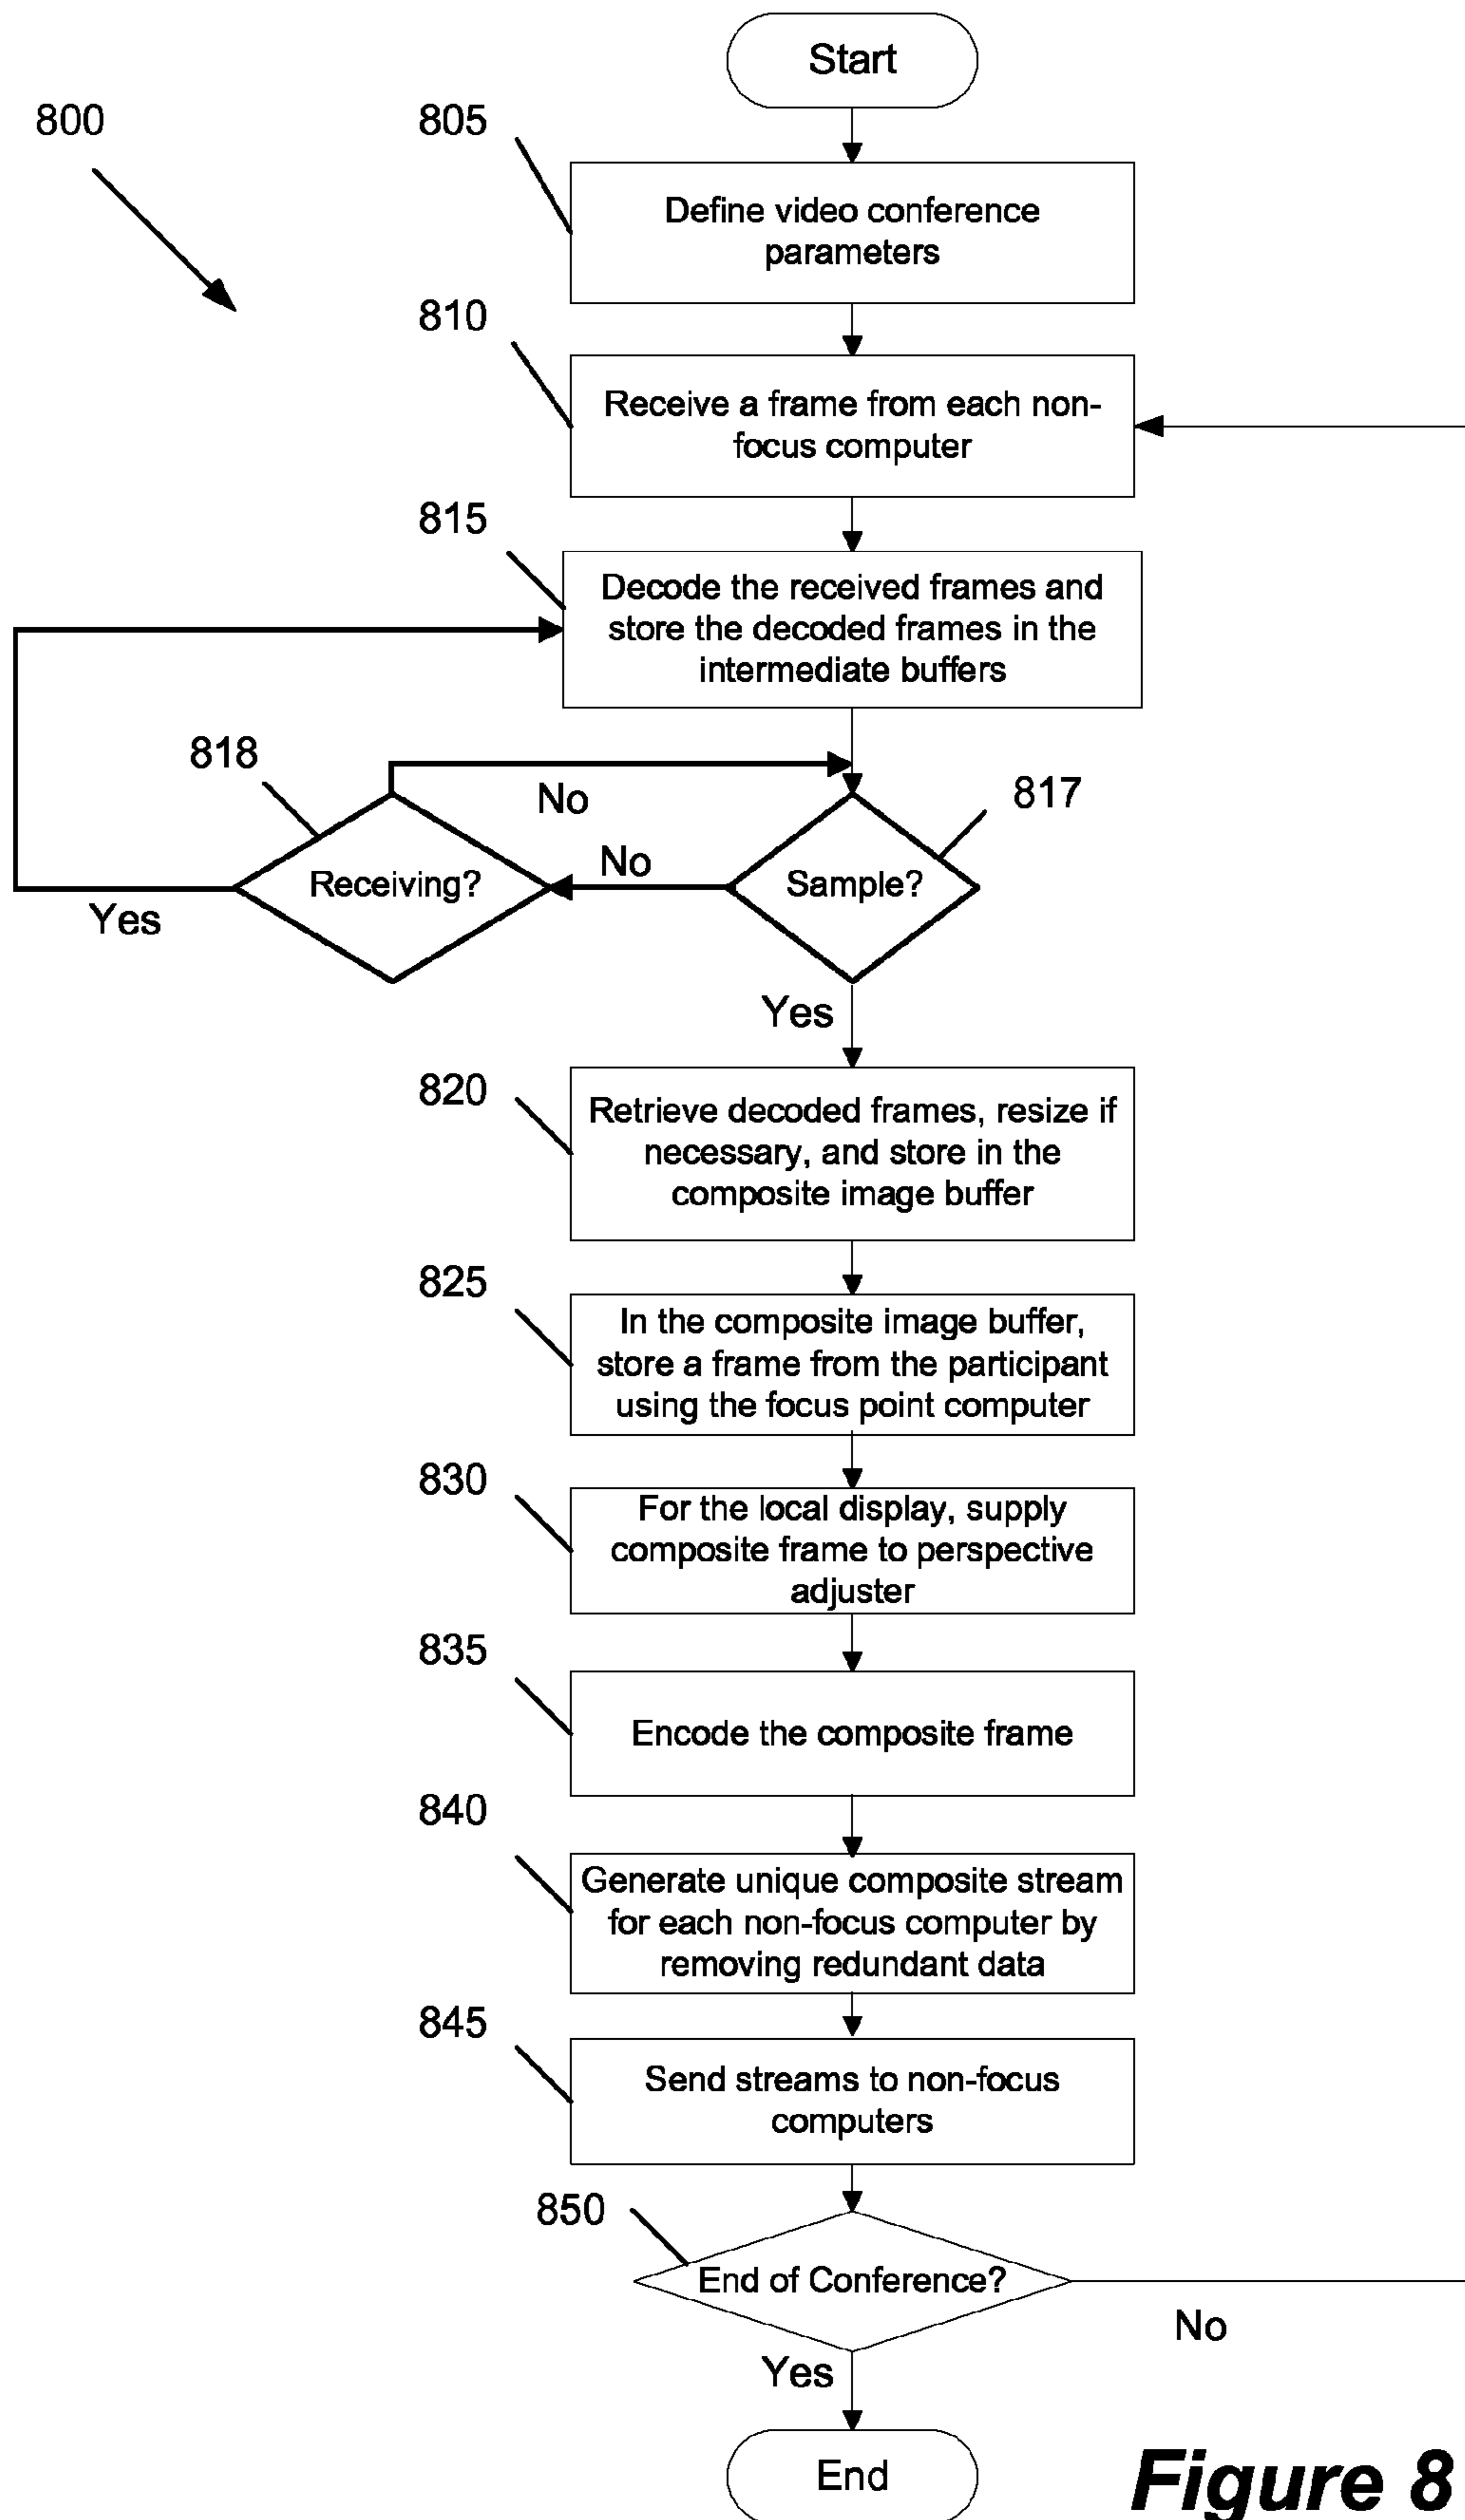 Start
800
805
Define video conference
parameters
810
Receive a frame from each non-
focus computer
815
Decode the received frames and
store the decoded frames in the
intermediate buffers
818
No
817
Receiving?
No
Sample?
Yes
Yes
820
Retrieve decoded frames, resize if
necessary, and store in the
composite image buffer
825
In the composite image buffer,
store a frame from the participant
using the focus point computer
830
For the local display, supply
composite frame to perspective
adjuster
835
Encode the composite frame
840
Generate unique composite stream
for each non-focus computer by
removing redundant data
845
Send streams to non-focus
computers
850
End of Conference?
No
Yes
End
Figure 8